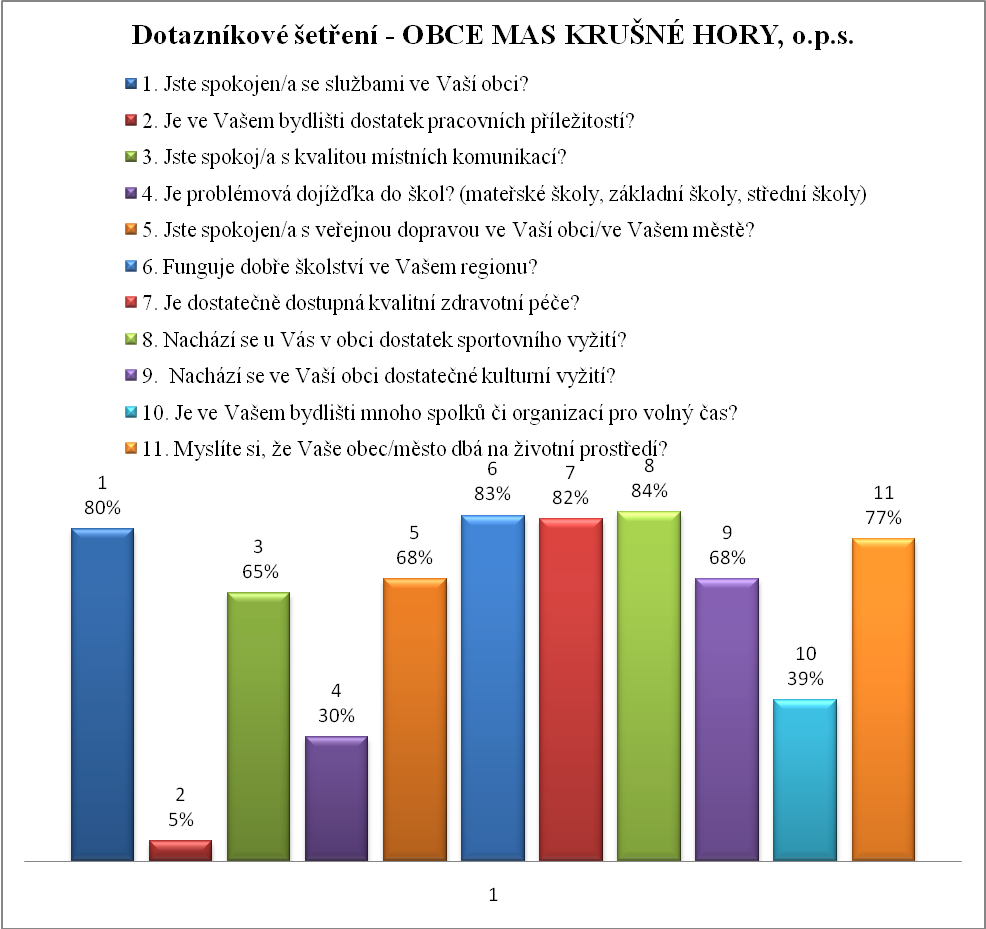 Dotazníkové šetření - OBCE MAS KRUŠNÉ HORY, o.p.s.
1. Jste spokojen/a se službami ve Vaší obci?
2. Je ve Vašem bydlišti dostatek pracovních příležitostí?
3. Jste spokoj/a s kvalitou místních komunikací?
4. Je problémová dojížďka do škol? (mateřské školy, základní školy, střední školy)
5. Jste spokojen/a s veřejnou dopravou ve Vaší obci/ve Vašem městě?
6. Funguje dobře školství ve Vašem regionu?
7. Je dostatečně dostupná kvalitní zdravotní péče?
8. Nachází se u Vás v obci dostatek sportovního vyžití?
9.  Nachází se ve Vaší obci dostatečné kulturní vyžití?
10. Je ve Vašem bydlišti mnoho spolků či organizací pro volný čas?
11. Myslíte si, že Vaše obec/město dbá na životní prostředí?
1
80%
2
5%
3
65%
4
30%
5
68%
6
83%
7
82%
8
84%
9
68%
10
39%
11
77%
1